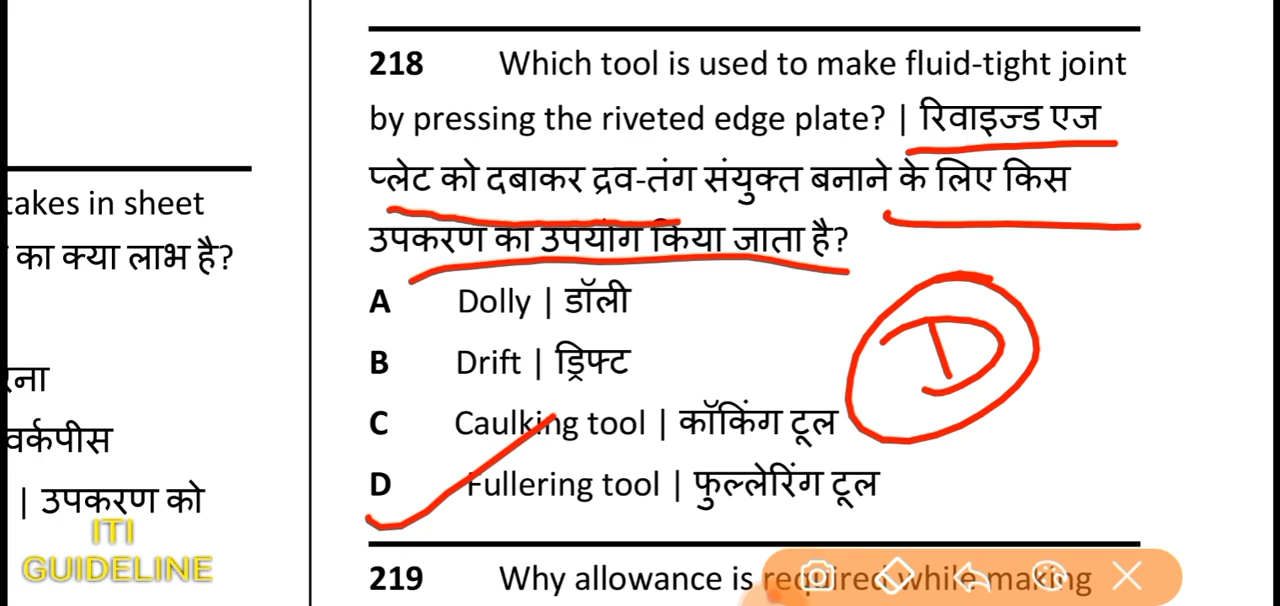 takes in sheet
का क्या लाभ है?
रना
वर्कपीस
| उपकरण को
ITI
GUIDELINE
218 Which tool is used to make fluid-tight joint
by pressing the riveted edge plate? | रिवाइज्ड एज
प्लेट को दबाकर द्रव-तंग संयुक्त बनाने के लिए किस
उपकरण का उपयोग किया जाता है?
A Dolly | डॉली
B Drift | ड्रिफ्ट
C Caulking tool | कॉकिंग टूल
D Fullering tool | फुल्लेरिंग टूल
D
219 Why allowance is required while making